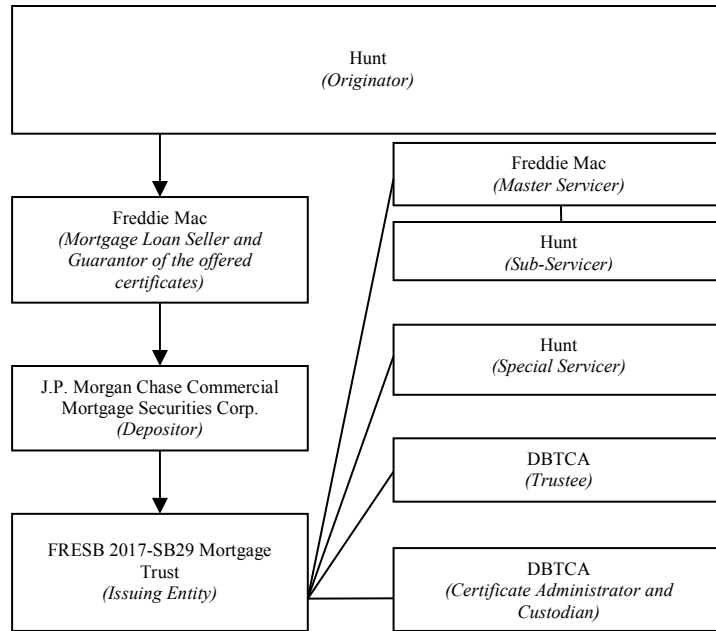 Hunt
(Originator)
Freddie Mac
(Mortgage Loan Seller and
Guarantor of the offered
certificates)
J.P. Morgan Chase Commercial
Mortgage Securities Corp.
(Depositor)
FRESB 2017-SB29 Mortgage
Trust
(Issuing Entity)
Freddie Mac
(Master Servicer)
Hunt
(Sub-Servicer)
Hunt
(Special Servicer)
DBTCA
(Trustee)
DBTCA
(Certificate Administrator and
Custodian)